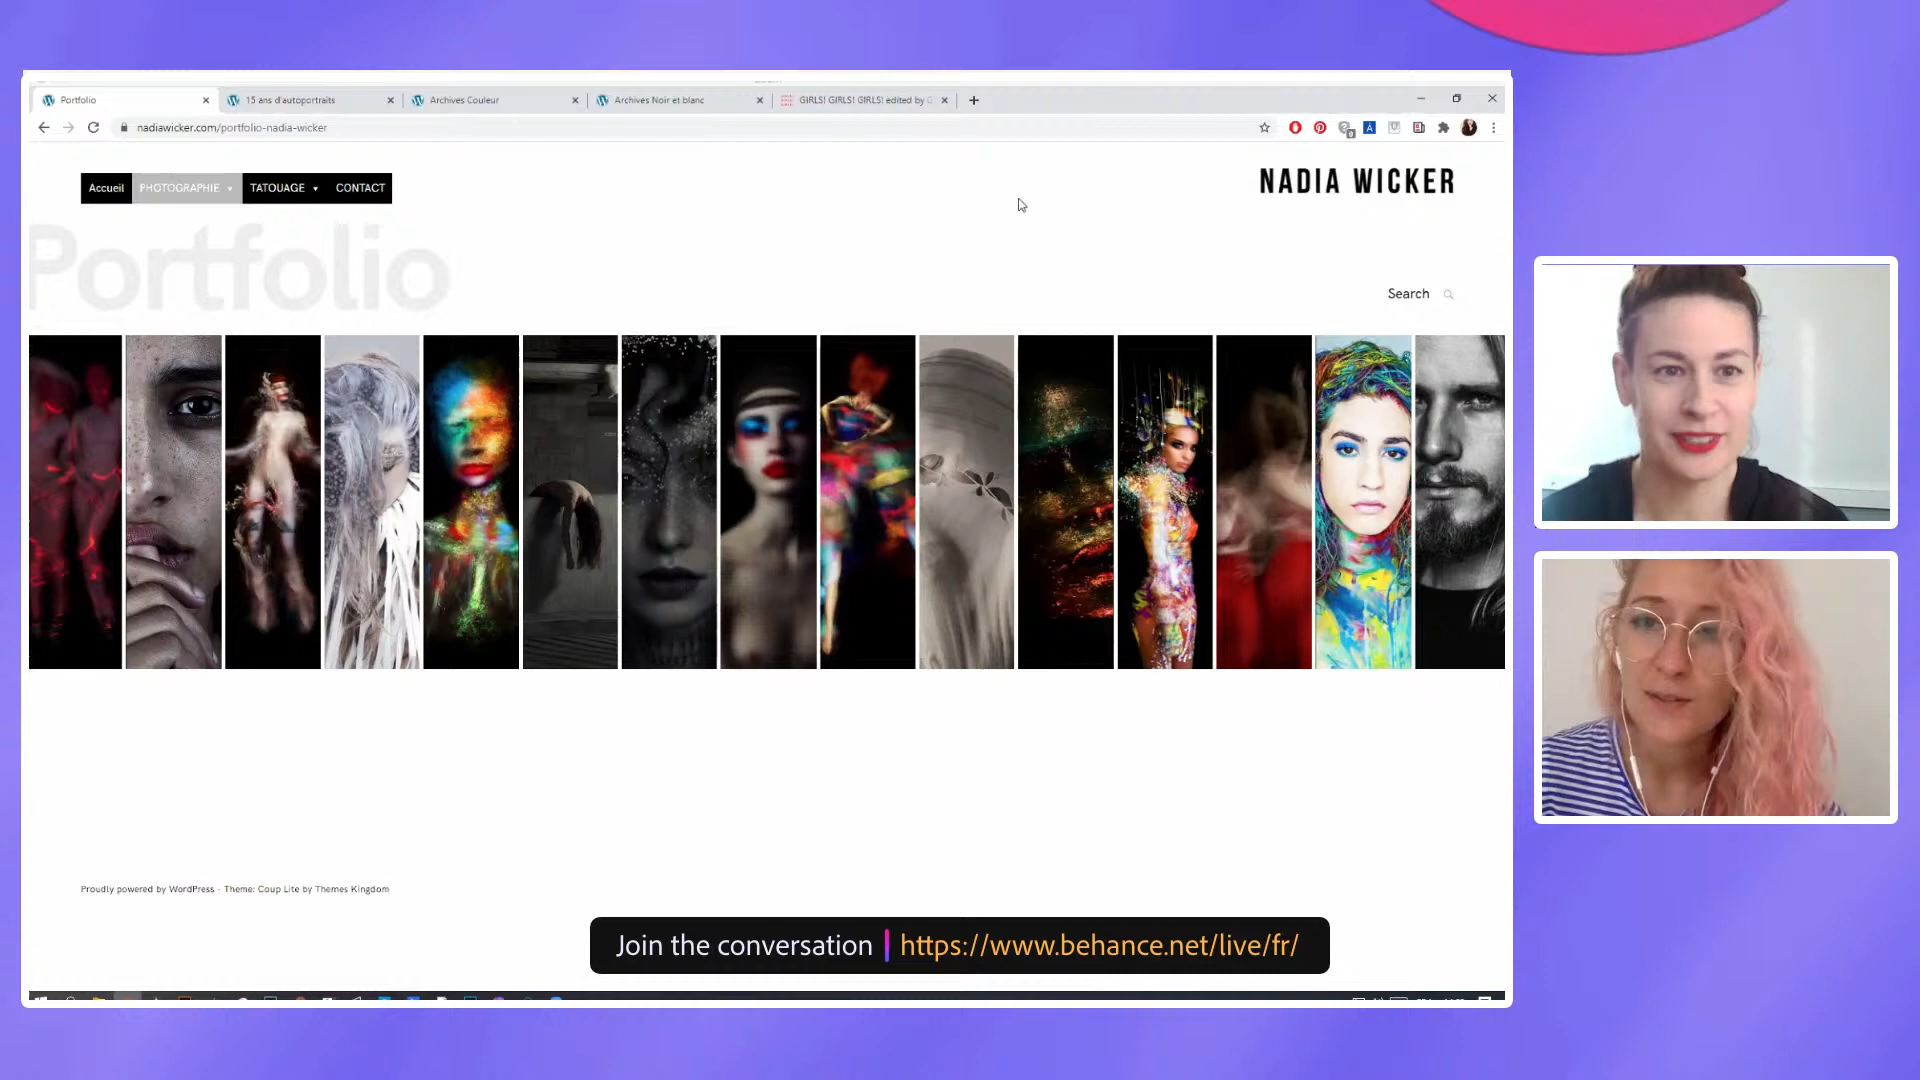 Portfolio
15 ans d'autoportraits
Archives Couleur
Archives Noir et blanc
GIRLS! GIRLS! GIRLS! edited by
nadiawicker.com/portfolio-nadia-wicker
Accueil
PHOTOGRAPHIE
TATOUAGE
CONTACT
NADIA WICKER
Portfolio
Search
Proudly powered by WordPress · Theme: Coup Lite by Themes Kingdom
Join the conversation
https://www.behance.net/live/fr/